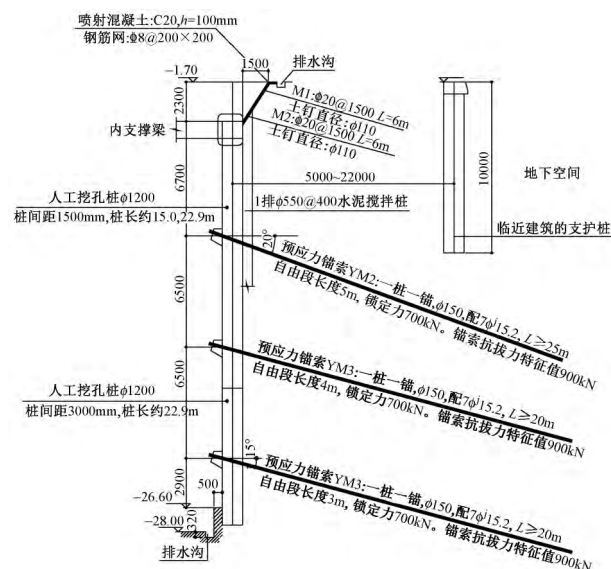 喷射混凝土:C20,h=100mm
钢筋网:Φ8@200×200
1500
排水沟
-1.70
2300
M1:Φ20@1500 L=6m
土钉直径:ϕ110
M2:Φ20@1500 L=6m
土钉直径:ϕ110
内支撑梁
6700
5000~22000
10000
地下空间
人工挖孔桩ϕ1200
桩间距1500mm,桩长约15.0,22.9m
1排ϕ550@400水泥搅拌桩
临近建筑的支护桩
20°
预应力锚索YM2:一桩一锚,ϕ150,配7ϕʲ15.2, L≥25m
自由段长度5m, 锁定力700kN。锚索抗拔力特征值900kN
6500
预应力锚索YM3:一桩一锚,ϕ150,配7ϕʲ15.2, L≥20m
自由段长度4m, 锁定力700kN。锚索抗拔力特征值900kN
6500
人工挖孔桩ϕ1200
桩间距3000mm,桩长约22.9m
15°
预应力锚索YM3:一桩一锚,ϕ150,配7ϕʲ15.2, L≥20m
自由段长度3m, 锁定力700kN。锚索抗拔力特征值900kN
2900
500
-26.60
-28.00
320
排水沟